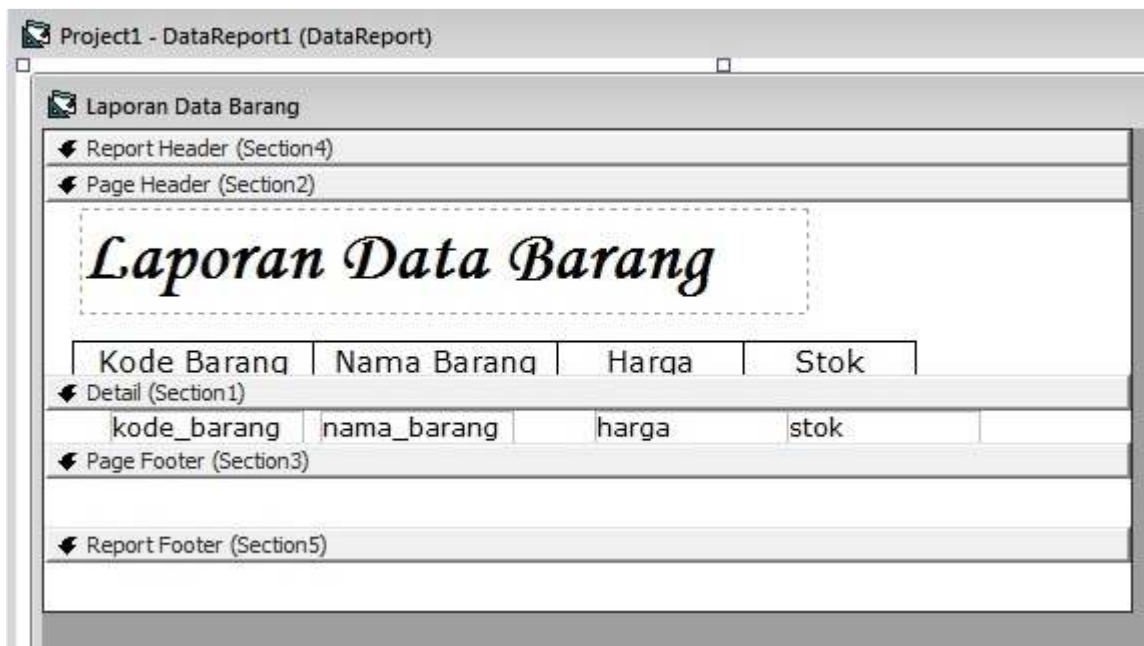 Project1 - DataReport1 (DataReport)
Laporan Data Barang
Report Header (Section4)
Page Header (Section2)
Laporan Data Barang
Kode Barang Nama Barang Harga Stok
Detail (Section1)
kode_barang nama_barang harga stok
Page Footer (Section3)
Report Footer (Section5)